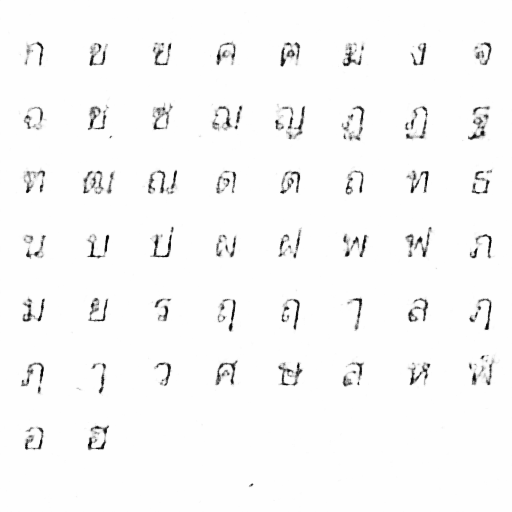 ก ข ฃ ค ฅ ฆ ง จ
ฉ ช ซ ฌ ญ ฎ ฏ ฐ
ฑ ฒ ณ ด ต ถ ท ธ
น บ ป ผ ฝ พ ฟ ภ
ม ย ร ฤ ฤ ๅ ล ภ
ๅ ว ศ ษ ส ห ฬ
อ ฮ